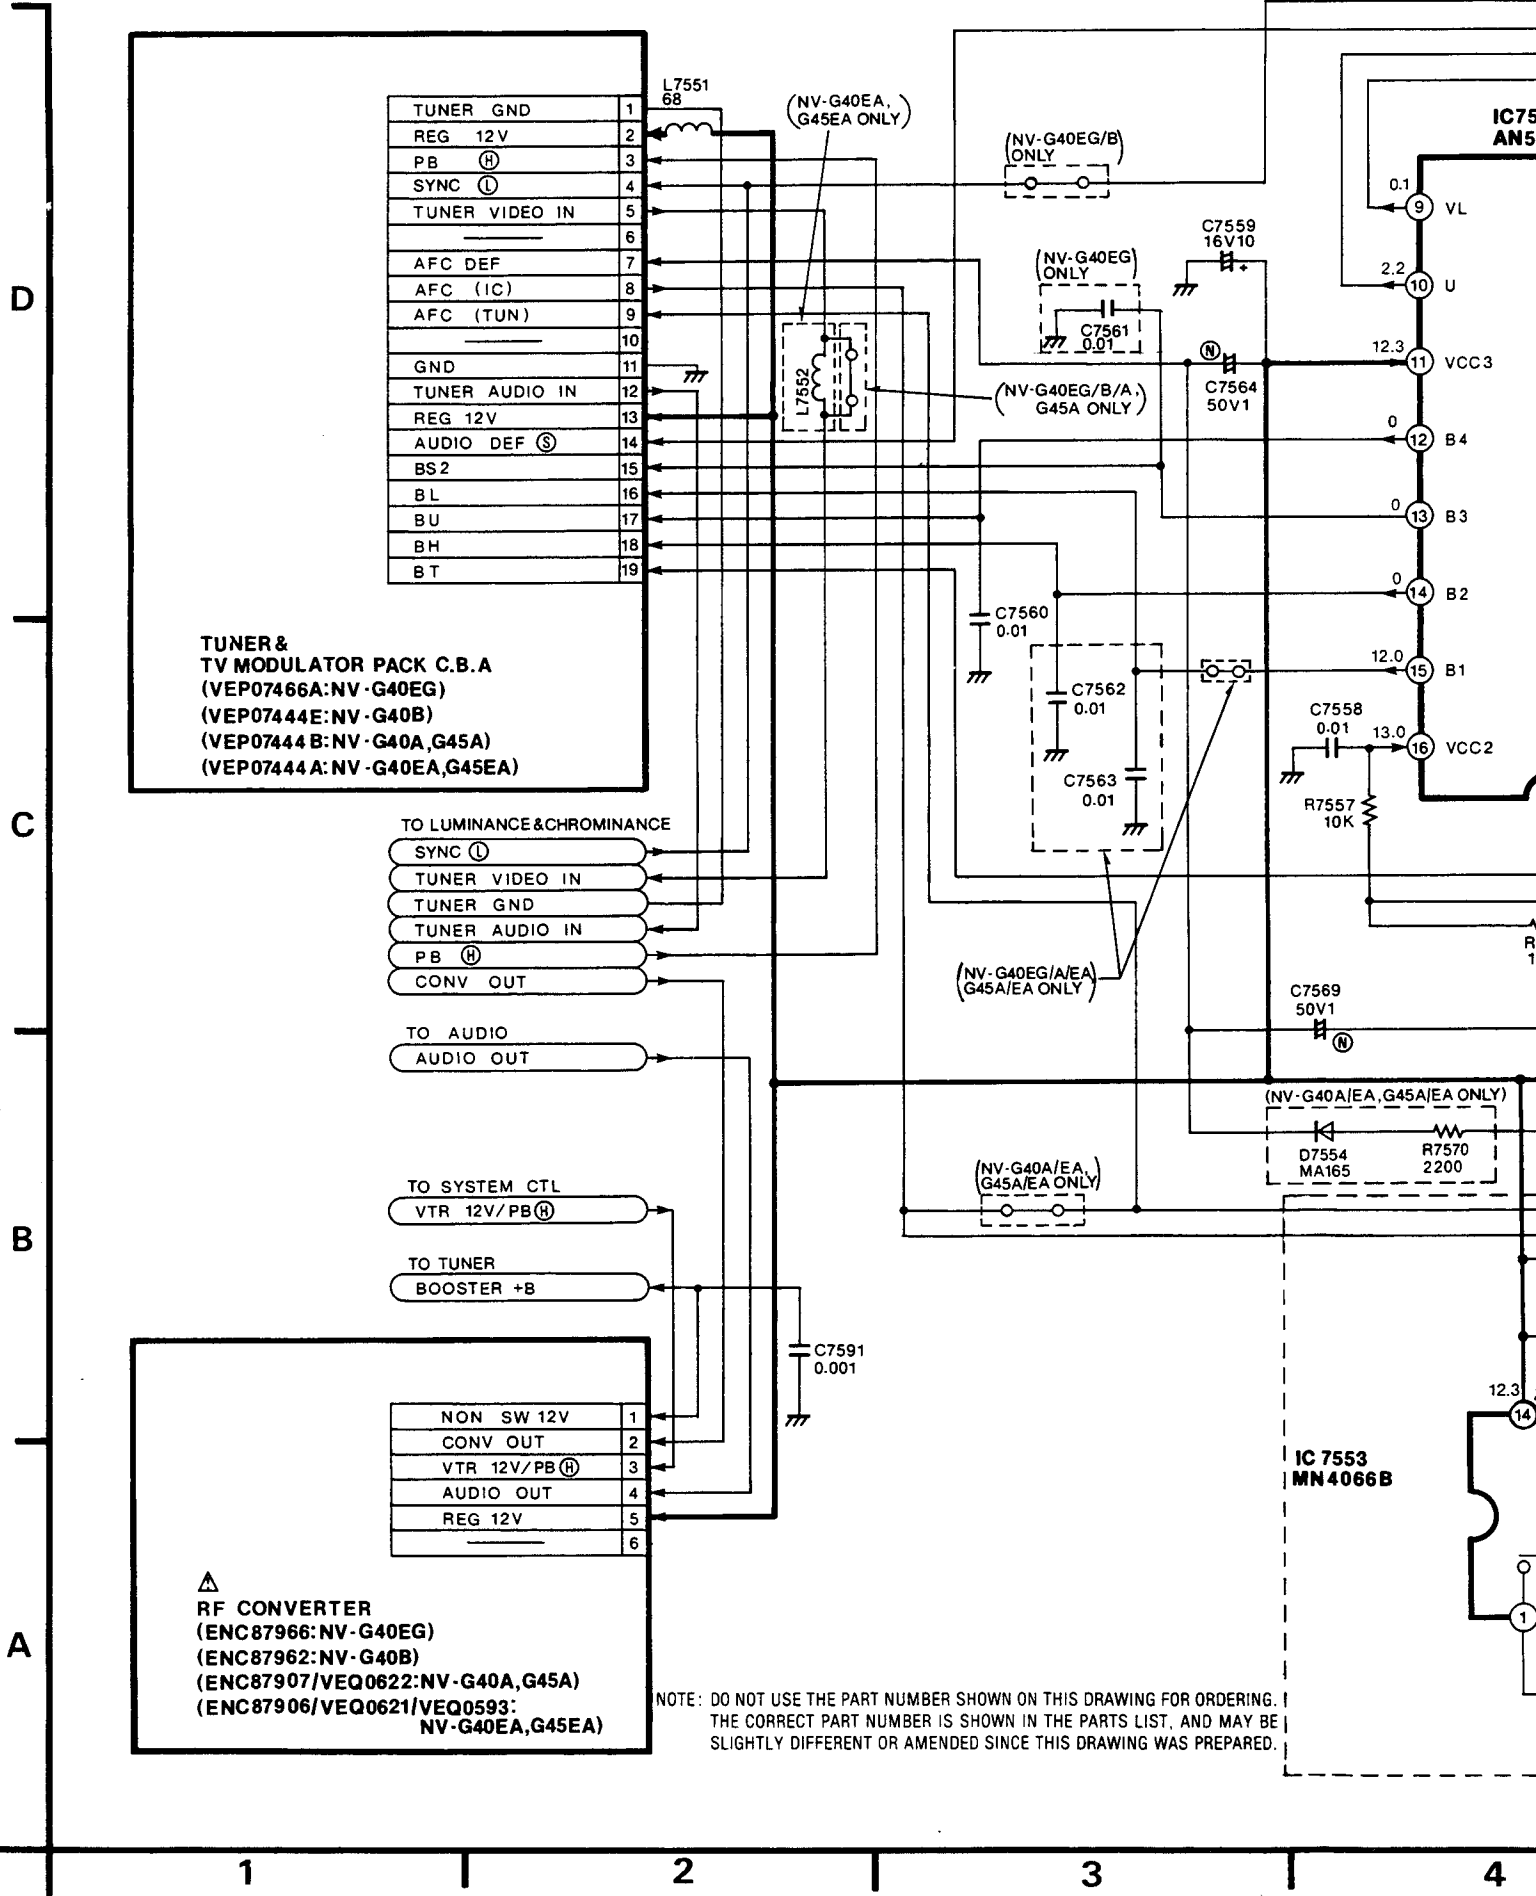 L7551
68
TUNER GND 1
REG 12V 2
PB Ⓗ 3
SYNC Ⓛ 4
TUNER VIDEO IN 5
6
AFC DEF 7
AFC (IC) 8
AFC (TUN) 9
10
GND 11
TUNER AUDIO IN 12
REG 12V 13
AUDIO DEF Ⓢ 14
BS2 15
BL 16
BU 17
BH 18
BT 19
TUNER &
TV MODULATOR PACK C.B.A
(VEP07466A:NV-G40EG)
(VEP07444E:NV-G40B)
(VEP07444B:NV-G40A,G45A)
(VEP07444A:NV-G40EA,G45EA)
(NV-G40EA,
G45EA ONLY)
(NV-G40EG/B)
ONLY
(NV-G40EG)
ONLY
C7561
0.01
C7559
16V10
+
Ⓝ
C7564
50V1
L7552
(NV-G40EG/B/A,
G45A ONLY)
IC75
AN5
0.1 9 VL
2.2 10 U
12.3 11 VCC3
0 12 B4
0 13 B3
0 14 B2
12.0 15 B1
13.0 16 VCC2
C7560
0.01
C7562
0.01
C7563
0.01
C7558
0.01
R7557
10K
R
1
(NV-G40EG/A/EA
G45A/EA ONLY)
C7569
50V1
Ⓝ
TO LUMINANCE&CHROMINANCE
SYNC Ⓛ
TUNER VIDEO IN
TUNER GND
TUNER AUDIO IN
PB Ⓗ
CONV OUT
TO AUDIO
AUDIO OUT
TO SYSTEM CTL
VTR 12V/PB Ⓗ
TO TUNER
BOOSTER +B
C7591
0.001
(NV-G40A/EA,G45A/EA ONLY)
D7554
MA165
R7570
2200
(NV-G40A/EA,
G45A/EA ONLY)
NON SW 12V 1
CONV OUT 2
VTR 12V/PB Ⓗ 3
AUDIO OUT 4
REG 12V 5
6
⚠
RF CONVERTER
(ENC87966:NV-G40EG)
(ENC87962:NV-G40B)
(ENC87907/VEQ0622:NV-G40A,G45A)
(ENC87906/VEQ0621/VEQ0593:
NV-G40EA,G45EA)
12.3
14
IC 7553
MN4066B
1
NOTE: DO NOT USE THE PART NUMBER SHOWN ON THIS DRAWING FOR ORDERING.
THE CORRECT PART NUMBER IS SHOWN IN THE PARTS LIST, AND MAY BE
SLIGHTLY DIFFERENT OR AMENDED SINCE THIS DRAWING WAS PREPARED.
D
C
B
A
1 2 3 4